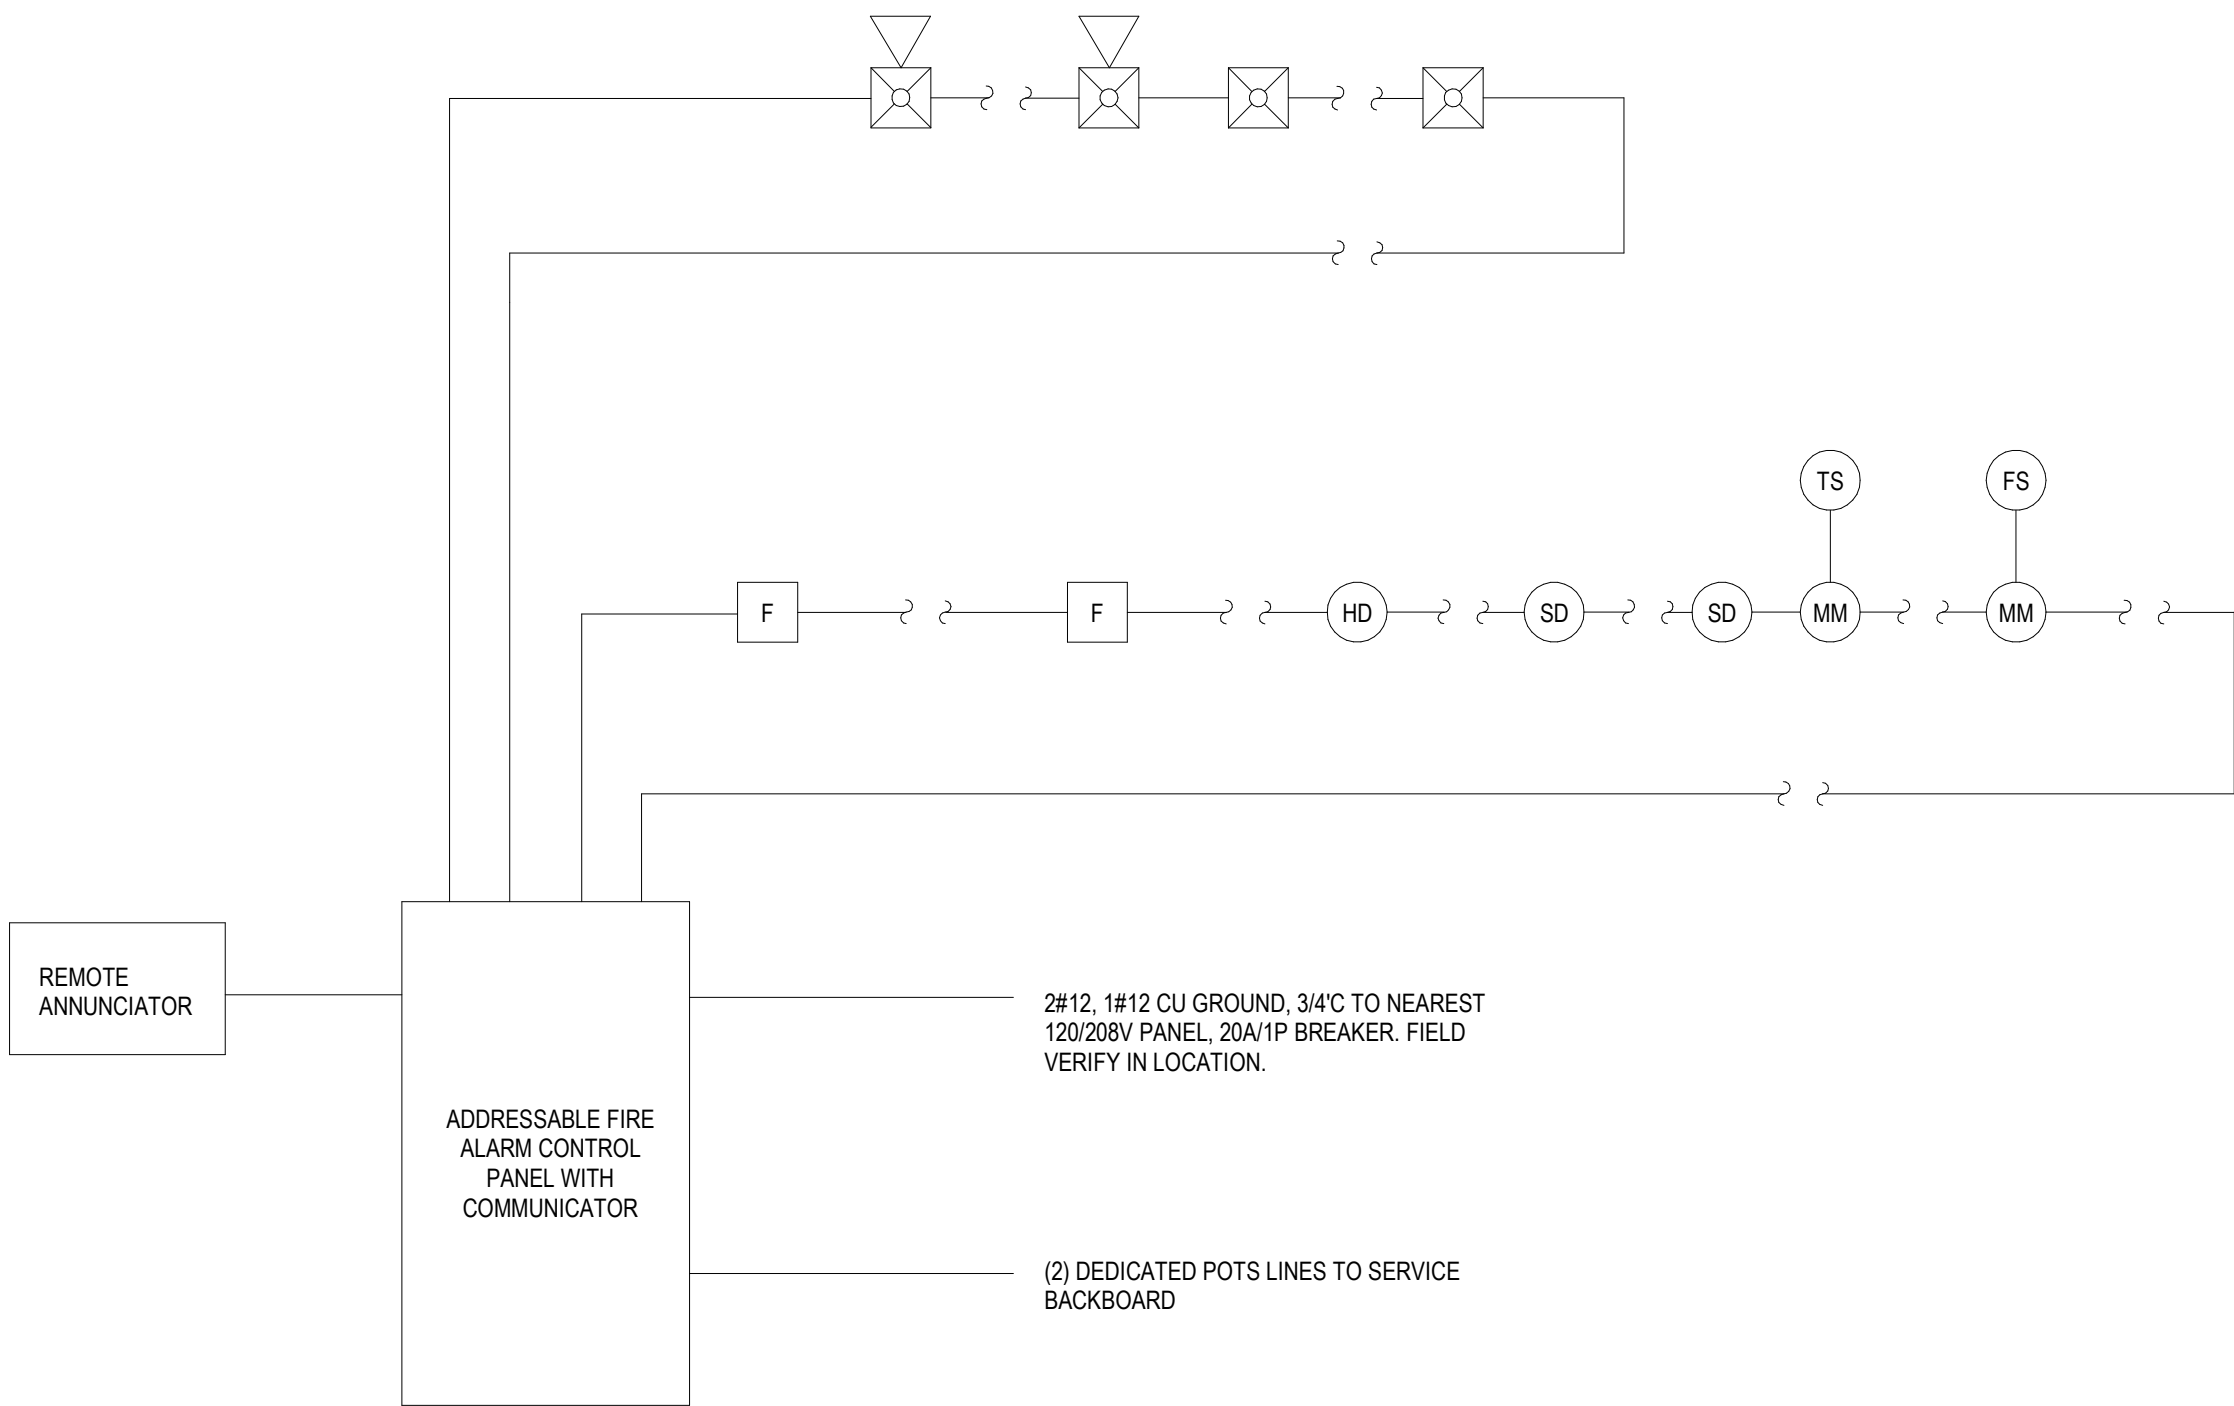 TS
FS
F
F
HD
SD
SD
MM
MM
REMOTE
ANNUNCIATOR
2#12, 1#12 CU GROUND, 3/4'C TO NEAREST
120/208V PANEL, 20A/1P BREAKER. FIELD
VERIFY IN LOCATION.
ADDRESSABLE FIRE
ALARM CONTROL
PANEL WITH
COMMUNICATOR
(2) DEDICATED POTS LINES TO SERVICE
BACKBOARD